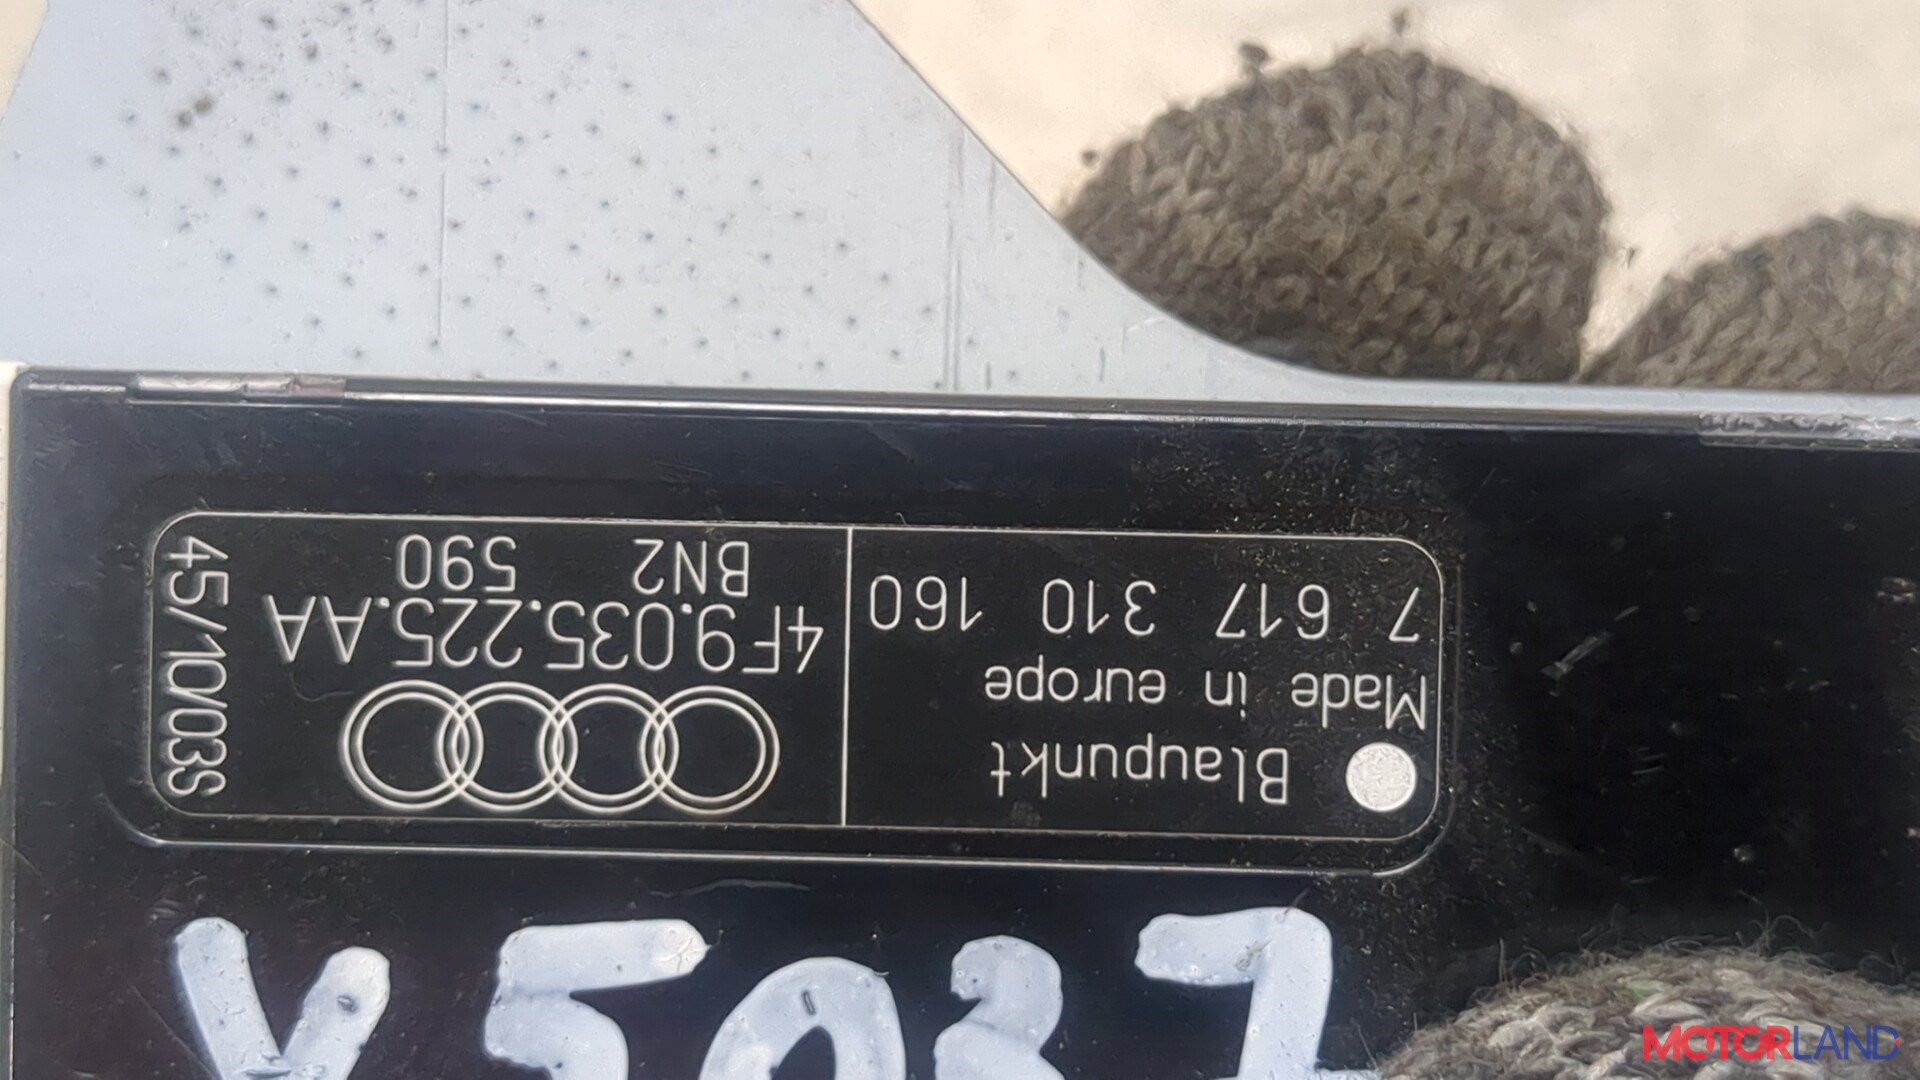 Blaupunkt
Made in europe
7 617 310 160
4F9.035.225.AA
BN2 590
45/10/03S
MOTORLAND